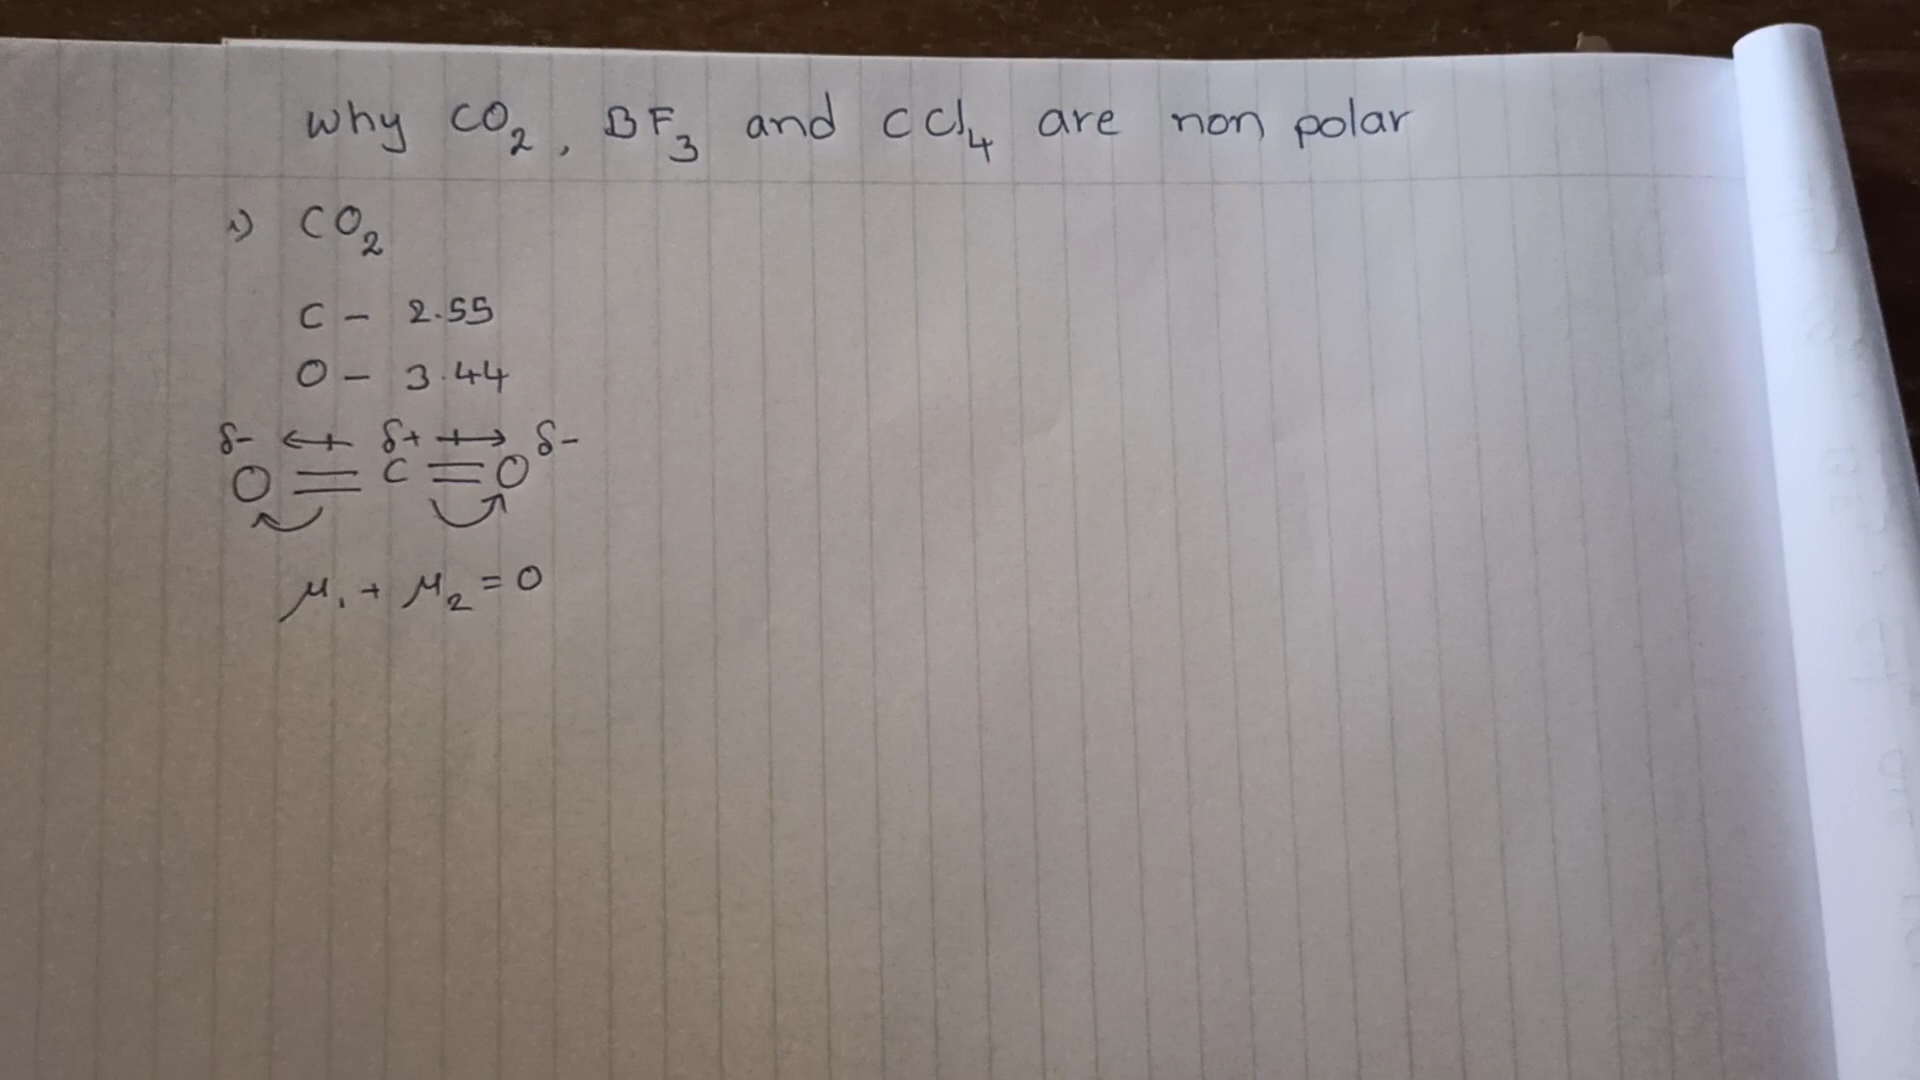 why CO₂, BF₃ and CCl₄ are non polar
1) CO₂
C - 2.55
O - 3.44
δ- ←+ δ+ +→ δ-
O = C = O
μ₁ + μ₂ = 0